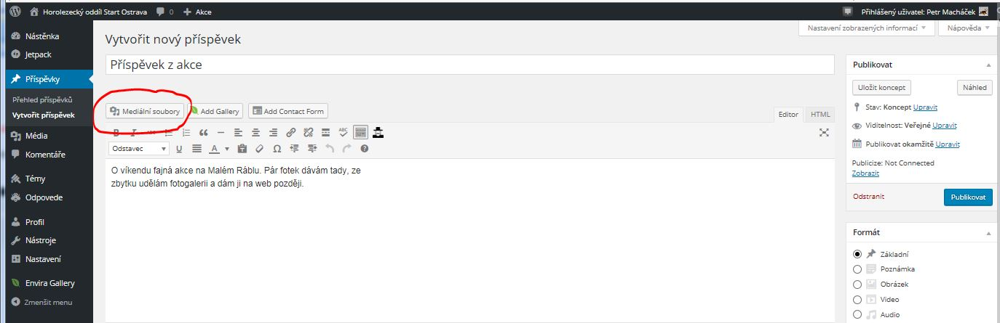 Horolezecký oddíl Start Ostrava 0 Akce Přihlášený uživatel: Petr Macháček
Nastavení zobrazených informací Nápověda
Nástěnka
Jetpack
Příspěvky
Přehled příspěvků
Vytvořit příspěvek
Média
Komentáře
Témy
Odpovede
Profil
Nástroje
Nastavení
Envira Gallery
Zmenšit menu
Vytvořit nový příspěvek
Příspěvek z akce
Mediální soubory Add Gallery Add Contact Form
Editor HTML
B I ABC ABC
Odstavec U A
O víkendu fajná akce na Malém Ráblu. Pár fotek dávám tady, ze
zbytku udělám fotogalerii a dám ji na web později.
Publikovat
Uložit koncept Náhled
Stav: Koncept Upravit
Viditelnost: Veřejné Upravit
Publikovat okamžitě Upravit
Publicize: Not Connected
Zobrazit
Odstranit Publikovat
Formát
Základní
Poznámka
Obrázek
Video
Audio